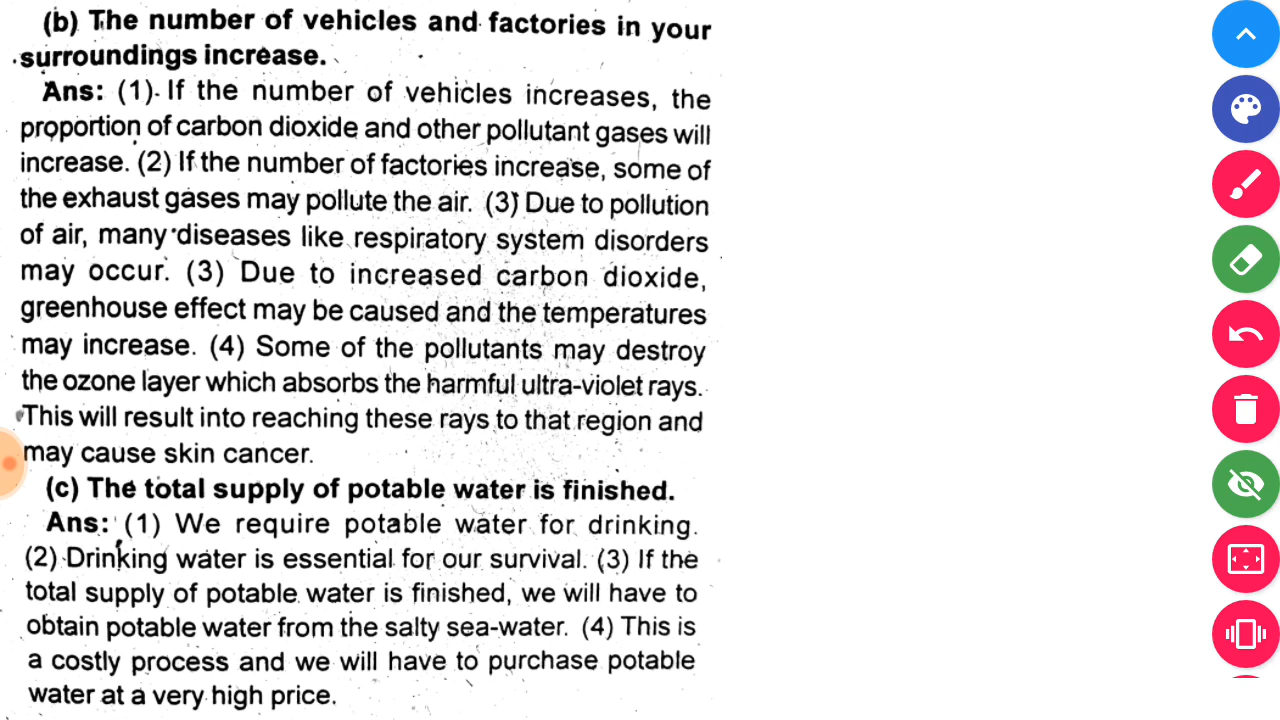 (b) The number of vehicles and factories in your
surroundings increase.
Ans: (1) If the number of vehicles increases, the
proportion of carbon dioxide and other pollutant gases will
increase. (2) If the number of factories increase, some of
the exhaust gases may pollute the air. (3) Due to pollution
of air, many diseases like respiratory system disorders
may occur. (3) Due to increased carbon dioxide,
greenhouse effect may be caused and the temperatures
may increase. (4) Some of the pollutants may destroy
the ozone layer which absorbs the harmful ultra-violet rays.
This will result into reaching these rays to that region and
may cause skin cancer.
(c) The total supply of potable water is finished.
Ans: (1) We require potable water for drinking.
(2) Drinking water is essential for our survival. (3) If the
total supply of potable water is finished, we will have to
obtain potable water from the salty sea-water. (4) This is
a costly process and we will have to purchase potable
water at a very high price.